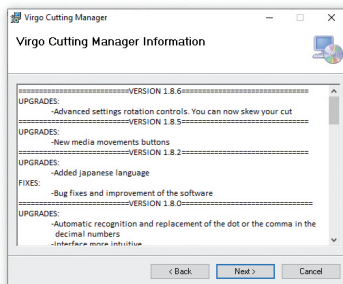 Virgo Cutting Manager
Virgo Cutting Manager Information
==========================VERSION 1.8.6==============================
UPGRADES:
-Advanced settings rotation controls. You can now skew your cut
==========================VERSION 1.8.5==============================
UPGRADES:
-New media movements buttons
==========================VERSION 1.8.2==============================
UPGRADES:
-Added japanese language
FIXES:
-Bug fixes and improvement of the software
==========================VERSION 1.8.0===============================
UPGRADES:
-Automatic recognition and replacement of the dot or the comma in the
decimal numbers
-Interface more intuitive
< Back
Next >
Cancel